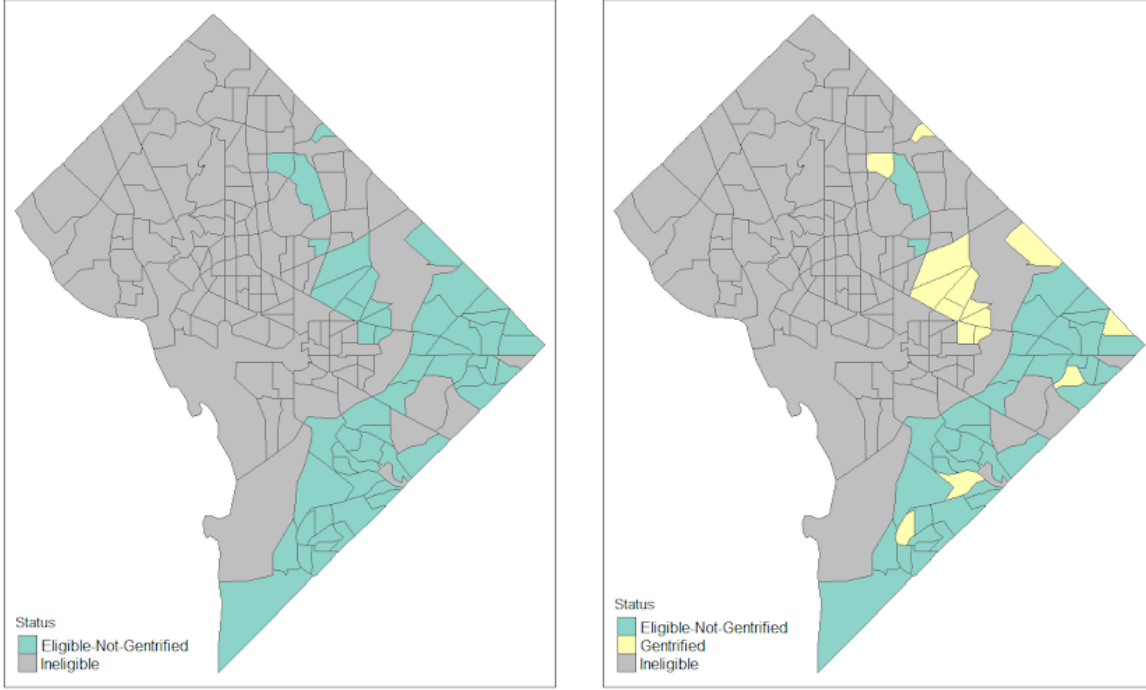 Status
Eligible-Not-Gentrified
Ineligible
Status
Eligible-Not-Gentrified
Gentrified
Ineligible